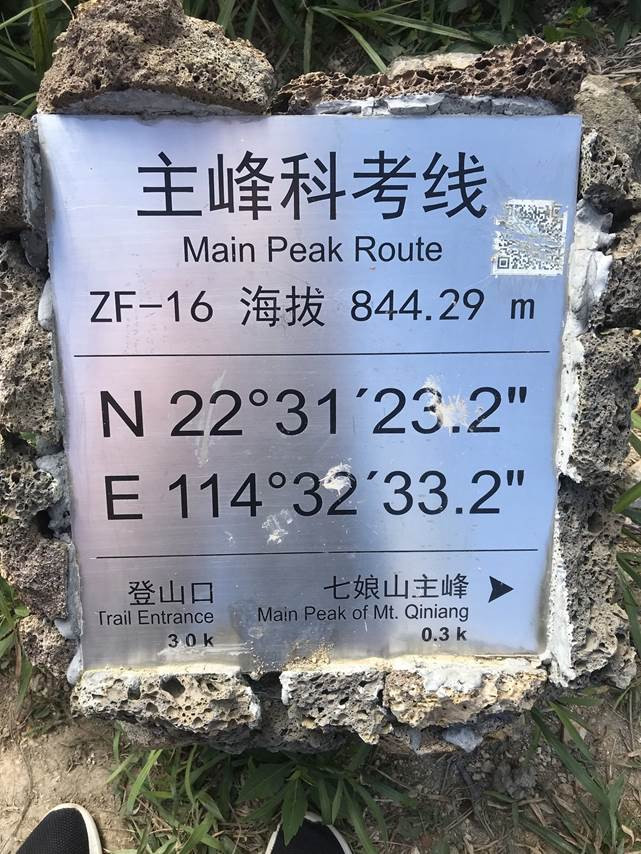 主峰科考线
Main Peak Route
ZF-16 海拔 844.29 m
N 22°31′23.2"
E 114°32′33.2"
登山口
Trail Entrance
3.0 k
七娘山主峰
Main Peak of Mt. Qiniang
0.3 k